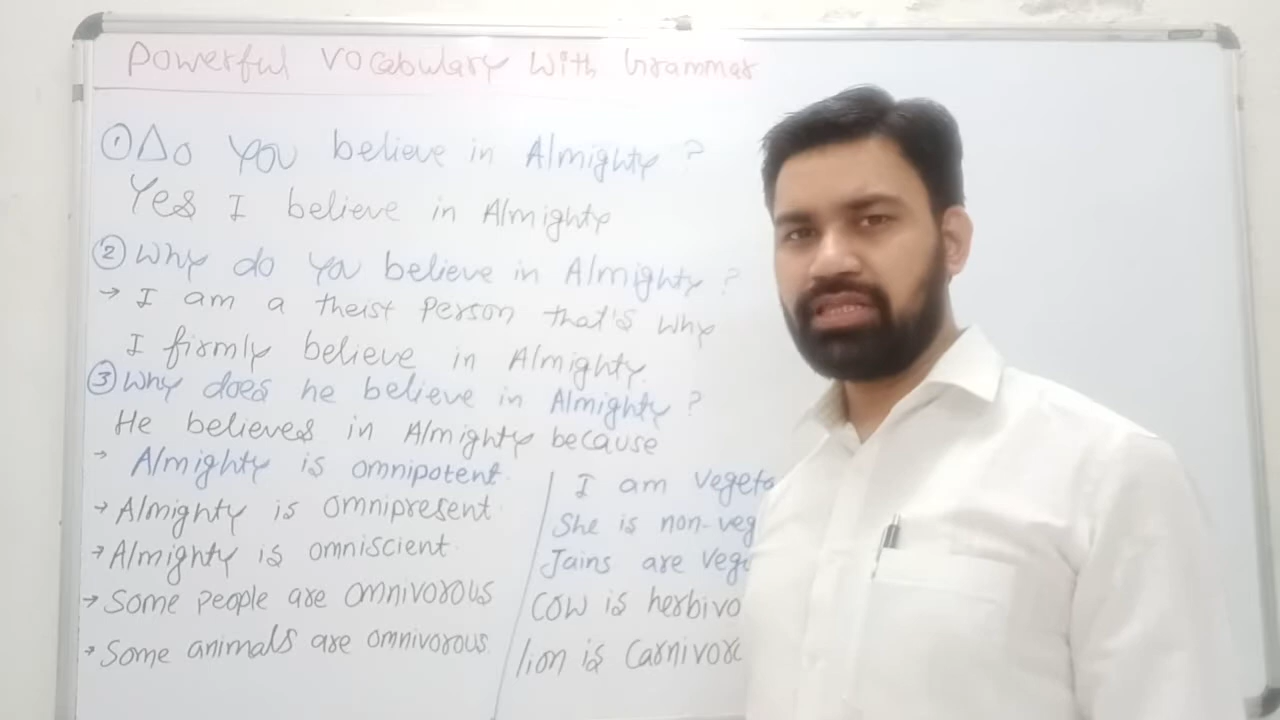 Powerful Vocabulary With Grammar
① Do you believe in Almighty ?
Yes I believe in Almighty
② Why do you believe in Almighty ?
→ I am a theist Person that's why
I firmly believe in Almighty.
③ Why does he believe in Almighty ?
He believes in Almighty because
→ Almighty is omnipotent.
→ Almighty is omnipresent.
→ Almighty is omniscient.
→ Some people are omnivorous
→ Some animals are omnivorous.
I am vegeta
She is non-veg
Jains are vege
Cow is herbivo
lion is Carnivoro